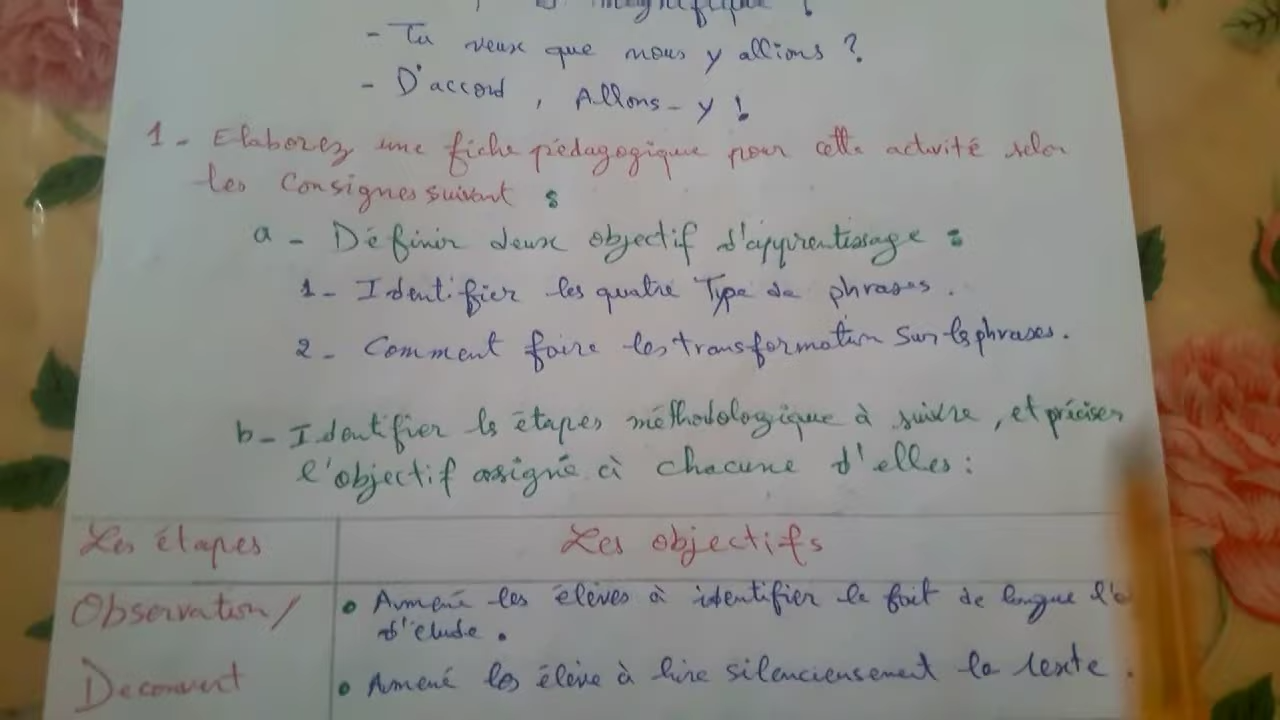 magnifique !
- Tu veux que nous y allions ?
- D'accord , Allons-y !
1 - Elaborez une fiche pédagogique pour cette activité selon
les Consignes suivant :
a - Définir deux objectif d'apprentissage :
1 - Identifier les quatre Type de phrases .
2 - Comment faire les transformation sur les phrases .
b - Identifier les étapes méthodologique à suivre , et préciser
l'objectif assigné à chacune d'elles :
Les étapes
Les objectifs
Observation /
Decouvert
• Amené les élèves à identifier le fait de langue
d'étude .
• Amené les élève à lire silencieusement le texte .